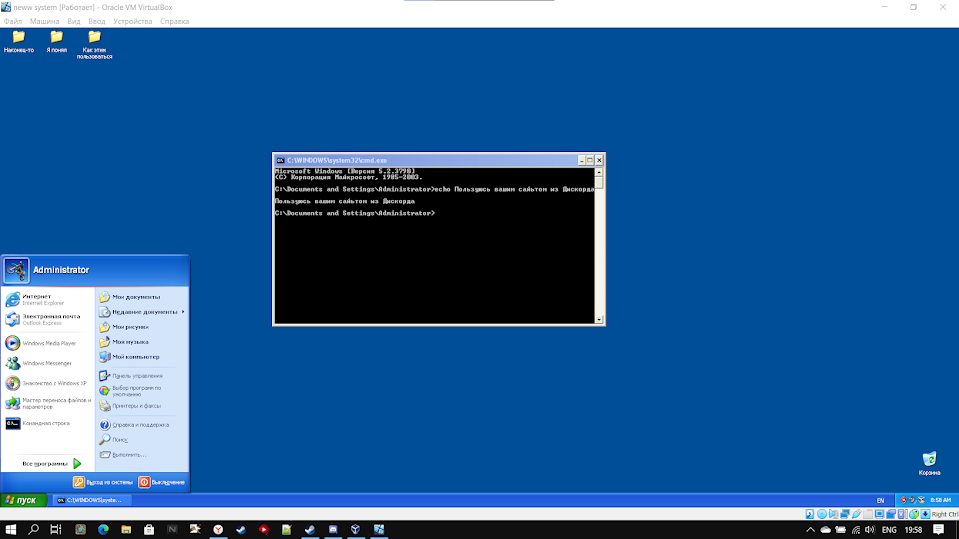 neww system [Работает] - Oracle VM VirtualBox
Файл Машина Вид Ввод Устройства Справка
Наконец-то
Я понял
Как этик
пользоваться
C:\WINDOWS\system32\cmd.exe
Microsoft Windows [Версия 5.2.3790]
(C) Корпорация Майкрософт, 1985-2003.
C:\Documents and Settings\Administrator>echo Пользуюсь вашим сайтом из Дискорда
Пользуюсь вашим сайтом из Дискорда
C:\Documents and Settings\Administrator>
Administrator
Интернет
Internet Explorer
Электронная почта
Outlook Express
Windows Media Player
Windows Messenger
Знакомство с Windows XP
Мастер переноса файлов и
параметров
Командная строка
Все программы
Мои документы
Недавние документы
Мои рисунки
Моя музыка
Мой компьютер
Панель управления
Выбор программ по
умолчанию
Принтеры и факсы
Справка и поддержка
Поиск
Выполнить...
Выход из системы
Выключение
Корзина
пуск
C:\WINDOWS\syste...
EN
8:58 AM
Right Ctrl
ENG
19:58